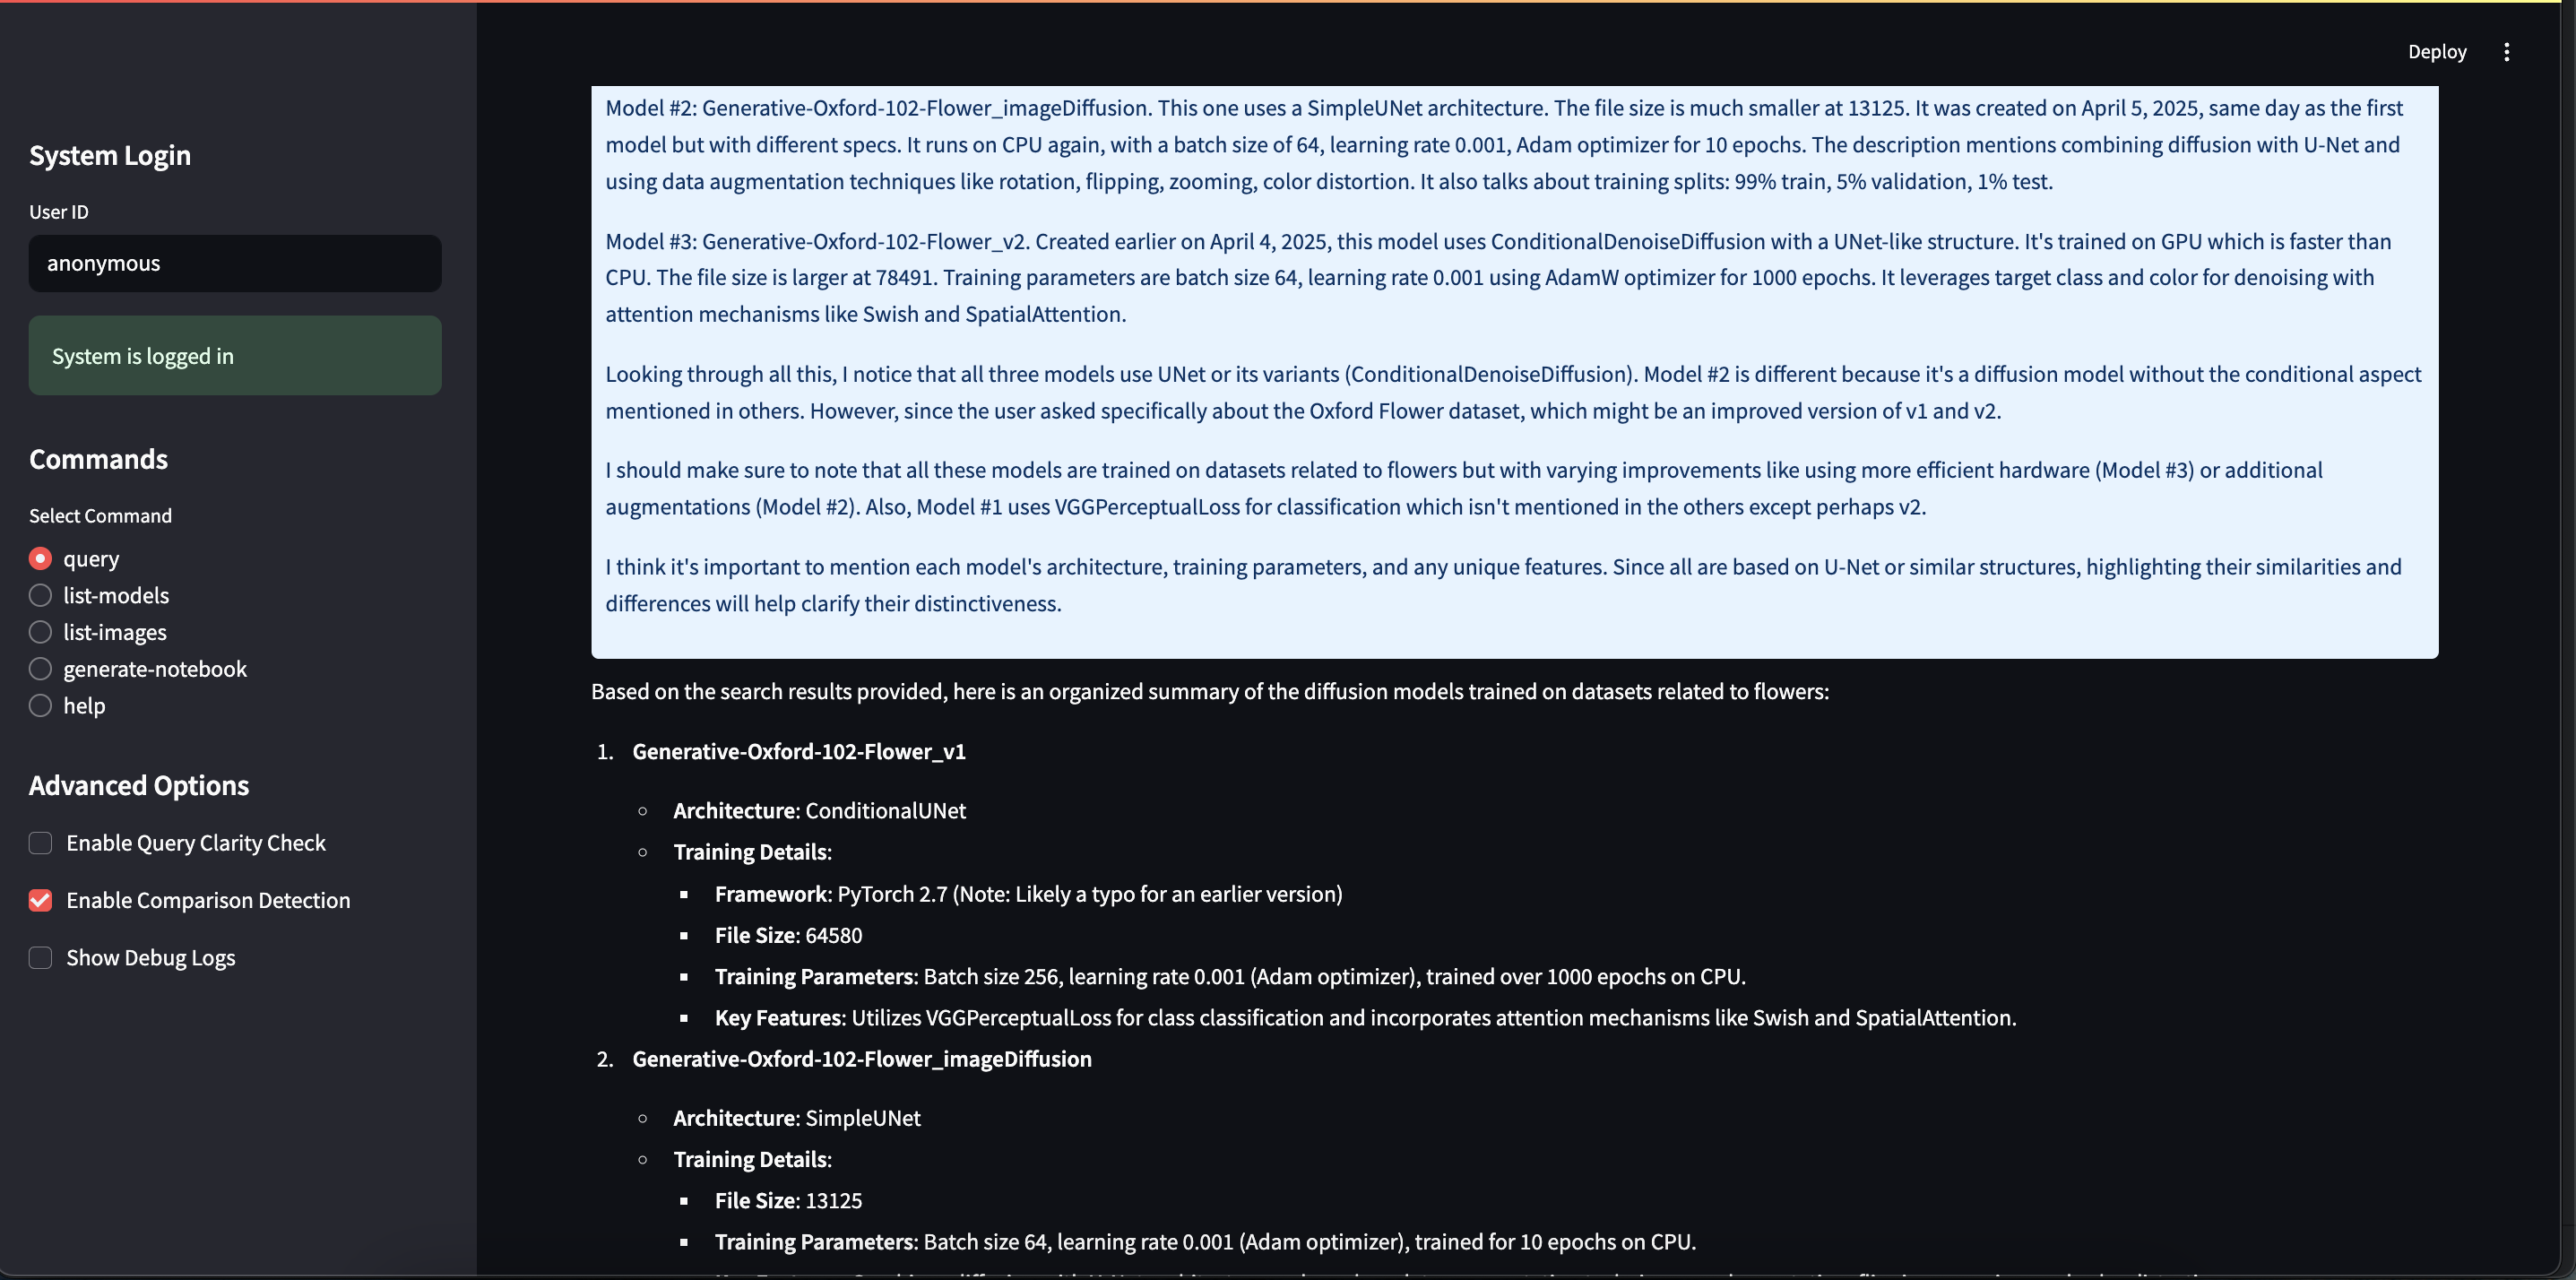 Deploy
System Login
User ID
anonymous
System is logged in
Commands
Select Command
query
list-models
list-images
generate-notebook
help
Advanced Options
Enable Query Clarity Check
Enable Comparison Detection
Show Debug Logs
Model #2: Generative-Oxford-102-Flower_imageDiffusion. This one uses a SimpleUNet architecture. The file size is much smaller at 13125. It was created on April 5, 2025, same day as the first
model but with different specs. It runs on CPU again, with a batch size of 64, learning rate 0.001, Adam optimizer for 10 epochs. The description mentions combining diffusion with U-Net and
using data augmentation techniques like rotation, flipping, zooming, color distortion. It also talks about training splits: 99% train, 5% validation, 1% test.
Model #3: Generative-Oxford-102-Flower_v2. Created earlier on April 4, 2025, this model uses ConditionalDenoiseDiffusion with a UNet-like structure. It's trained on GPU which is faster than
CPU. The file size is larger at 78491. Training parameters are batch size 64, learning rate 0.001 using AdamW optimizer for 1000 epochs. It leverages target class and color for denoising with
attention mechanisms like Swish and SpatialAttention.
Looking through all this, I notice that all three models use UNet or its variants (ConditionalDenoiseDiffusion). Model #2 is different because it's a diffusion model without the conditional aspect
mentioned in others. However, since the user asked specifically about the Oxford Flower dataset, which might be an improved version of v1 and v2.
I should make sure to note that all these models are trained on datasets related to flowers but with varying improvements like using more efficient hardware (Model #3) or additional
augmentations (Model #2). Also, Model #1 uses VGGPerceptualLoss for classification which isn't mentioned in the others except perhaps v2.
I think it's important to mention each model's architecture, training parameters, and any unique features. Since all are based on U-Net or similar structures, highlighting their similarities and
differences will help clarify their distinctiveness.
Based on the search results provided, here is an organized summary of the diffusion models trained on datasets related to flowers:
1. Generative-Oxford-102-Flower_v1
Architecture: ConditionalUNet
Training Details:
Framework: PyTorch 2.7 (Note: Likely a typo for an earlier version)
File Size: 64580
Training Parameters: Batch size 256, learning rate 0.001 (Adam optimizer), trained over 1000 epochs on CPU.
Key Features: Utilizes VGGPerceptualLoss for class classification and incorporates attention mechanisms like Swish and SpatialAttention.
2. Generative-Oxford-102-Flower_imageDiffusion
Architecture: SimpleUNet
Training Details:
File Size: 13125
Training Parameters: Batch size 64, learning rate 0.001 (Adam optimizer), trained for 10 epochs on CPU.